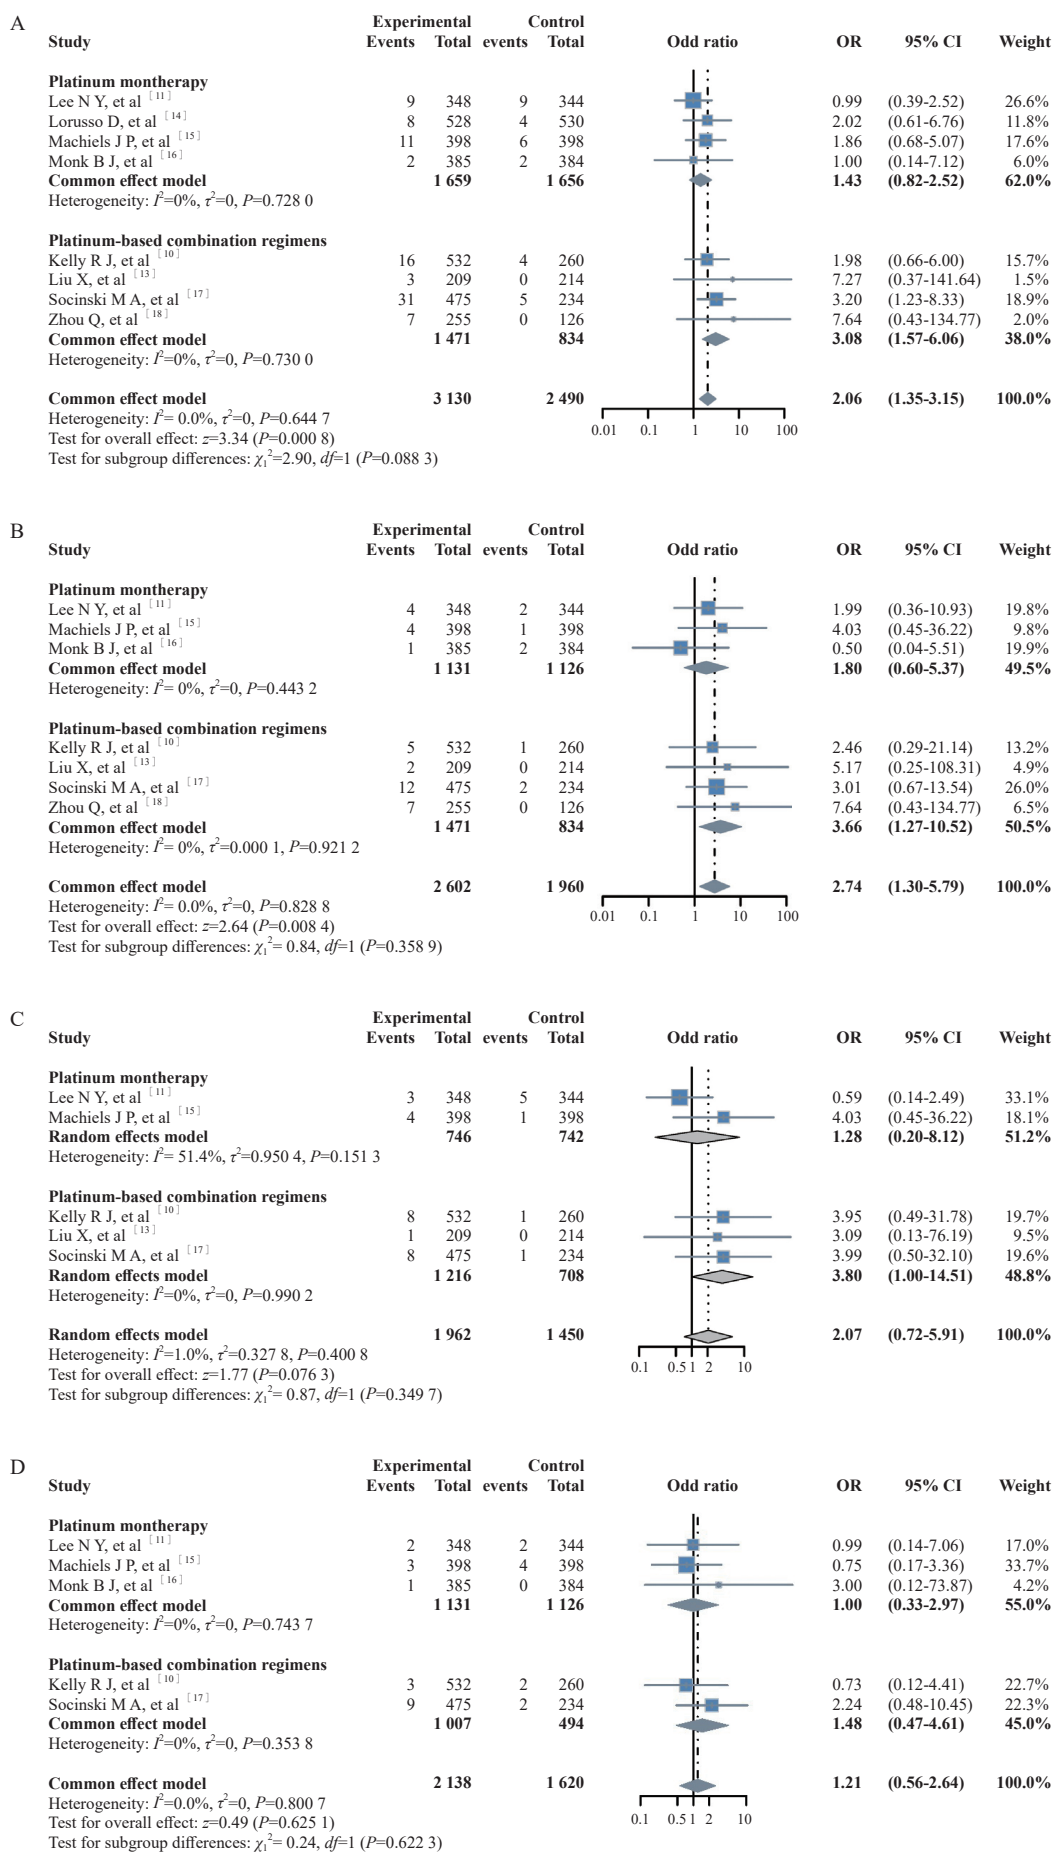 A
Experimental Control
Study Events Total events Total Odd ratio OR 95% CI Weight
Platinum montherapy
Lee N Y, et al [11] 9 348 9 344 0.99 (0.39-2.52) 26.6%
Lorusso D, et al [14] 8 528 4 530 2.02 (0.61-6.76) 11.8%
Machiels J P, et al [15] 11 398 6 398 1.86 (0.68-5.07) 17.6%
Monk B J, et al [16] 2 385 2 384 1.00 (0.14-7.12) 6.0%
Common effect model 1 659 1 656 1.43 (0.82-2.52) 62.0%
Heterogeneity: I²=0%, τ²=0, P=0.728 0
Platinum-based combination regimens
Kelly R J, et al [10] 16 532 4 260 1.98 (0.66-6.00) 15.7%
Liu X, et al [13] 3 209 0 214 7.27 (0.37-141.64) 1.5%
Socinski M A, et al [17] 31 475 5 234 3.20 (1.23-8.33) 18.9%
Zhou Q, et al [18] 7 255 0 126 7.64 (0.43-134.77) 2.0%
Common effect model 1 471 834 3.08 (1.57-6.06) 38.0%
Heterogeneity: I²=0%, τ²=0, P=0.730 0
Common effect model 3 130 2 490 2.06 (1.35-3.15) 100.0%
Heterogeneity: I²= 0.0%, τ²=0, P=0.644 7
0.01 0.1 1 10 100
Test for overall effect: z=3.34 (P=0.000 8)
Test for subgroup differences: χ₁²=2.90, df=1 (P=0.088 3)
B
Experimental Control
Study Events Total events Total Odd ratio OR 95% CI Weight
Platinum montherapy
Lee N Y, et al [11] 4 348 2 344 1.99 (0.36-10.93) 19.8%
Machiels J P, et al [15] 4 398 1 398 4.03 (0.45-36.22) 9.8%
Monk B J, et al [16] 1 385 2 384 0.50 (0.04-5.51) 19.9%
Common effect model 1 131 1 126 1.80 (0.60-5.37) 49.5%
Heterogeneity: I²= 0%, τ²=0, P=0.443 2
Platinum-based combination regimens
Kelly R J, et al [10] 5 532 1 260 2.46 (0.29-21.14) 13.2%
Liu X, et al [13] 2 209 0 214 5.17 (0.25-108.31) 4.9%
Socinski M A, et al [17] 12 475 2 234 3.01 (0.67-13.54) 26.0%
Zhou Q, et al [18] 7 255 0 126 7.64 (0.43-134.77) 6.5%
Common effect model 1 471 834 3.66 (1.27-10.52) 50.5%
Heterogeneity: I²= 0%, τ²=0.000 1, P=0.921 2
Common effect model 2 602 1 960 2.74 (1.30-5.79) 100.0%
Heterogeneity: I²= 0.0%, τ²=0, P=0.828 8
0.01 0.1 1 10 100
Test for overall effect: z=2.64 (P=0.008 4)
Test for subgroup differences: χ₁²= 0.84, df=1 (P=0.358 9)
C
Experimental Control
Study Events Total events Total Odd ratio OR 95% CI Weight
Platinum montherapy
Lee N Y, et al [11] 3 348 5 344 0.59 (0.14-2.49) 33.1%
Machiels J P, et al [15] 4 398 1 398 4.03 (0.45-36.22) 18.1%
Random effects model 746 742 1.28 (0.20-8.12) 51.2%
Heterogeneity: I²= 51.4%, τ²=0.950 4, P=0.151 3
Platinum-based combination regimens
Kelly R J, et al [10] 8 532 1 260 3.95 (0.49-31.78) 19.7%
Liu X, et al [13] 1 209 0 214 3.09 (0.13-76.19) 9.5%
Socinski M A, et al [17] 8 475 1 234 3.99 (0.50-32.10) 19.6%
Random effects model 1 216 708 3.80 (1.00-14.51) 48.8%
Heterogeneity: I²=0%, τ²=0, P=0.990 2
Random effects model 1 962 1 450 2.07 (0.72-5.91) 100.0%
Heterogeneity: I²=1.0%, τ²=0.327 8, P=0.400 8
0.1 0.5 1 2 10
Test for overall effect: z=1.77 (P=0.076 3)
Test for subgroup differences: χ₁²= 0.87, df=1 (P=0.349 7)
D
Experimental Control
Study Events Total events Total Odd ratio OR 95% CI Weight
Platinum montherapy
Lee N Y, et al [11] 2 348 2 344 0.99 (0.14-7.06) 17.0%
Machiels J P, et al [15] 3 398 4 398 0.75 (0.17-3.36) 33.7%
Monk B J, et al [16] 1 385 0 384 3.00 (0.12-73.87) 4.2%
Common effect model 1 131 1 126 1.00 (0.33-2.97) 55.0%
Heterogeneity: I²=0%, τ²=0, P=0.743 7
Platinum-based combination regimens
Kelly R J, et al [10] 3 532 2 260 0.73 (0.12-4.41) 22.7%
Socinski M A, et al [17] 9 475 2 234 2.24 (0.48-10.45) 22.3%
Common effect model 1 007 494 1.48 (0.47-4.61) 45.0%
Heterogeneity: I²=0%, τ²=0, P=0.353 8
Common effect model 2 138 1 620 1.21 (0.56-2.64) 100.0%
Heterogeneity: I²=0.0%, τ²=0, P=0.800 7
0.1 0.5 1 2 10
Test for overall effect: z=0.49 (P=0.625 1)
Test for subgroup differences: χ₁²= 0.24, df=1 (P=0.622 3)